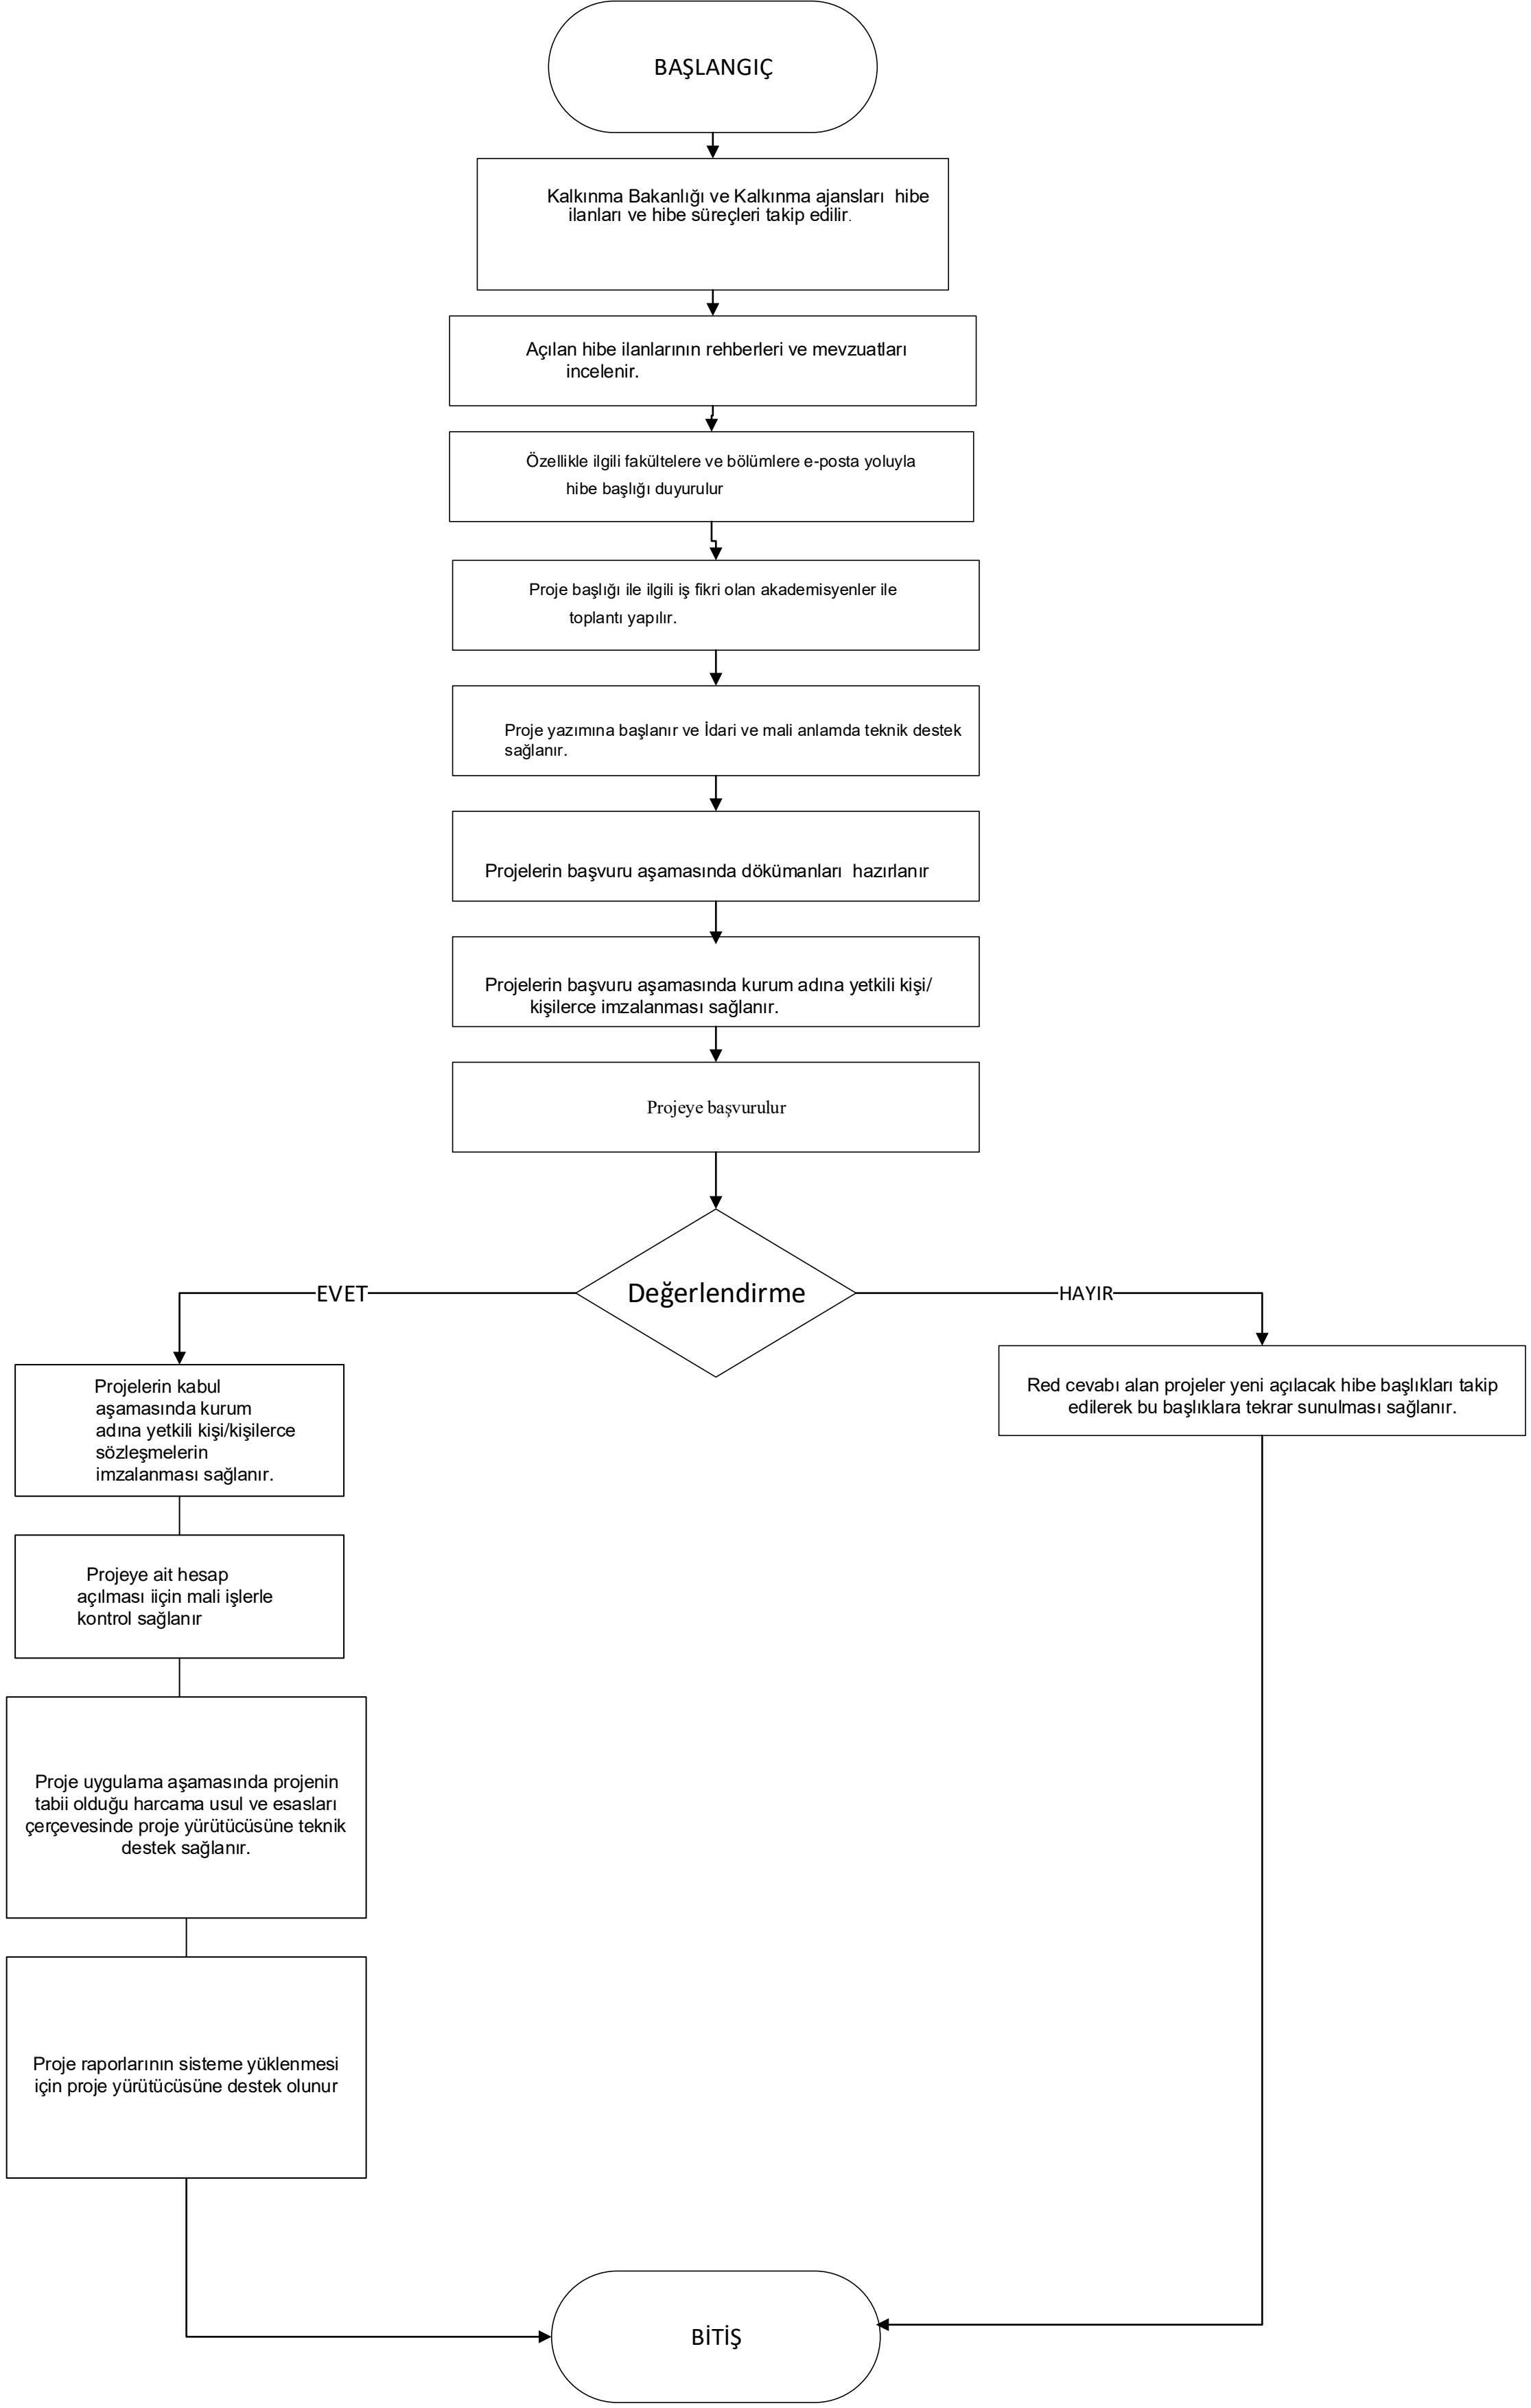 BAŞLANGIÇ
Kalkınma Bakanlığı ve Kalkınma ajansları  hibe
ilanları ve hibe süreçleri takip edilir.
Açılan hibe ilanlarının rehberleri ve mevzuatları
incelenir.
Özellikle ilgili fakültelere ve bölümlere e-posta yoluyla
hibe başlığı duyurulur
Proje başlığı ile ilgili iş fikri olan akademisyenler ile
toplantı yapılır.
Proje yazımına başlanır ve İdari ve mali anlamda teknik destek
sağlanır.
Projelerin başvuru aşamasında dökümanları  hazırlanır
Projelerin başvuru aşamasında kurum adına yetkili kişi/
kişilerce imzalanması sağlanır.
Projeye başvurulur
Değerlendirme
EVET
HAYIR
Projelerin kabul
aşamasında kurum
adına yetkili kişi/kişilerce
sözleşmelerin
imzalanması sağlanır.
Red cevabı alan projeler yeni açılacak hibe başlıkları takip
edilerek bu başlıklara tekrar sunulması sağlanır.
Projeye ait hesap
açılması iiçin mali işlerle
kontrol sağlanır
Proje uygulama aşamasında projenin
tabii olduğu harcama usul ve esasları
çerçevesinde proje yürütücüsüne teknik
destek sağlanır.
Proje raporlarının sisteme yüklenmesi
için proje yürütücüsüne destek olunur
BİTİŞ